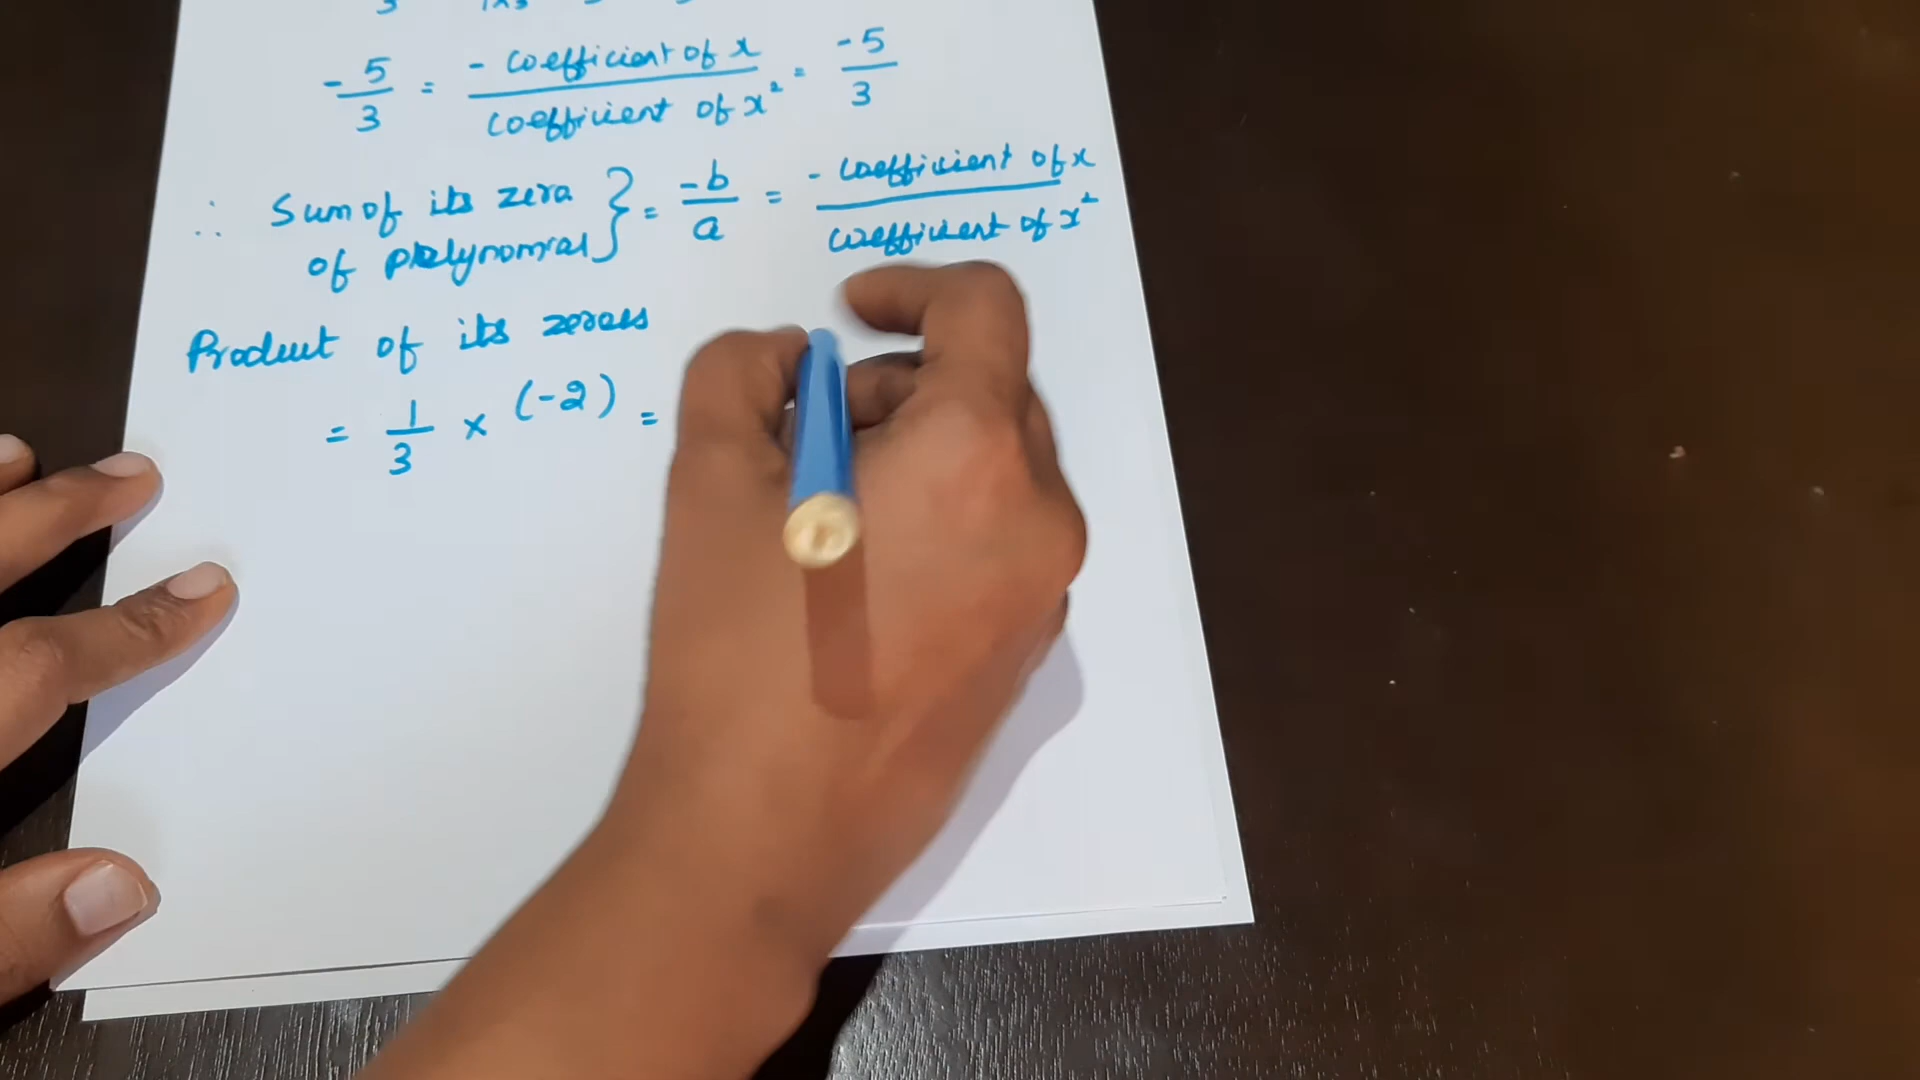 -5/3 = - coefficient of x / coefficient of x² = -5/3
∴ Sum of its zera } = -b/a = - coefficient of x / coefficient of x²
of polynomial
Product of its zeroes
= 1/3 × (-2) =